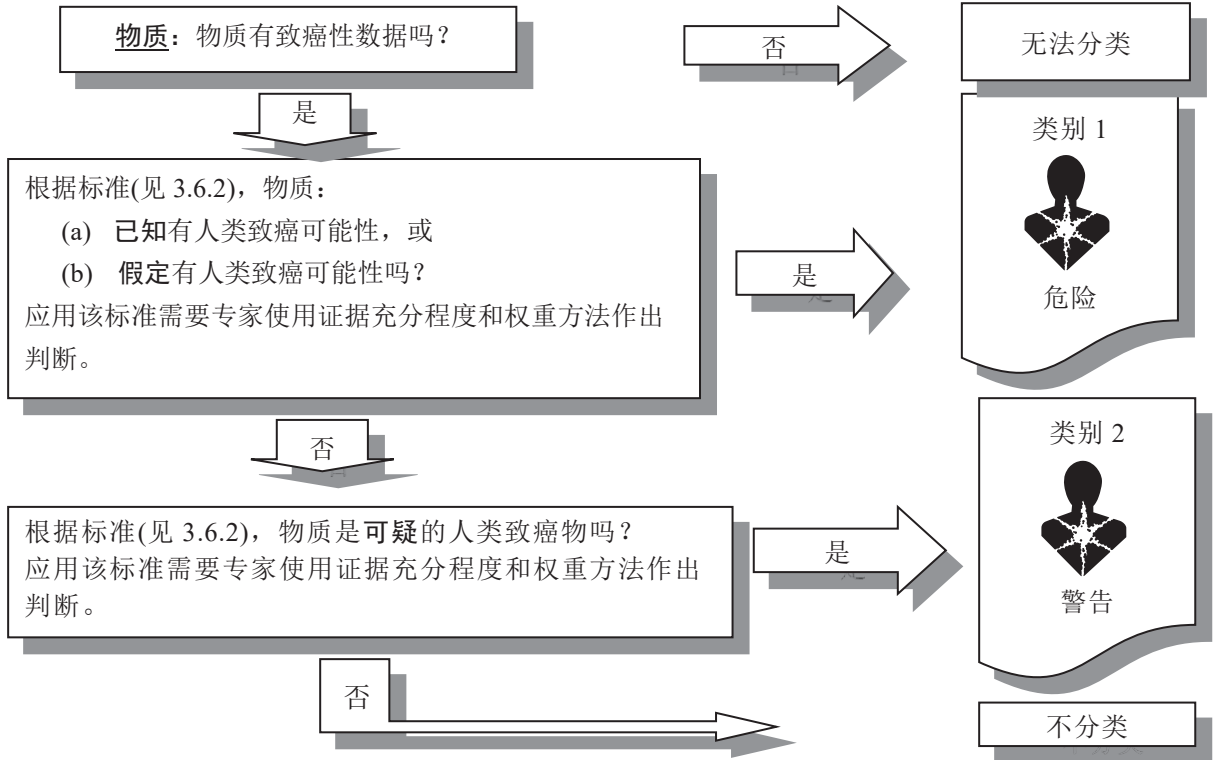 物质：物质有致癌性数据吗？
否
无法分类
是
类别 1
危险
根据标准(见 3.6.2)，物质：
(a) 已知有人类致癌可能性，或
(b) 假定有人类致癌可能性吗？
应用该标准需要专家使用证据充分程度和权重方法作出
判断。
是
否
类别 2
警告
根据标准(见 3.6.2)，物质是可疑的人类致癌物吗？
应用该标准需要专家使用证据充分程度和权重方法作出
判断。
是
否
不分类